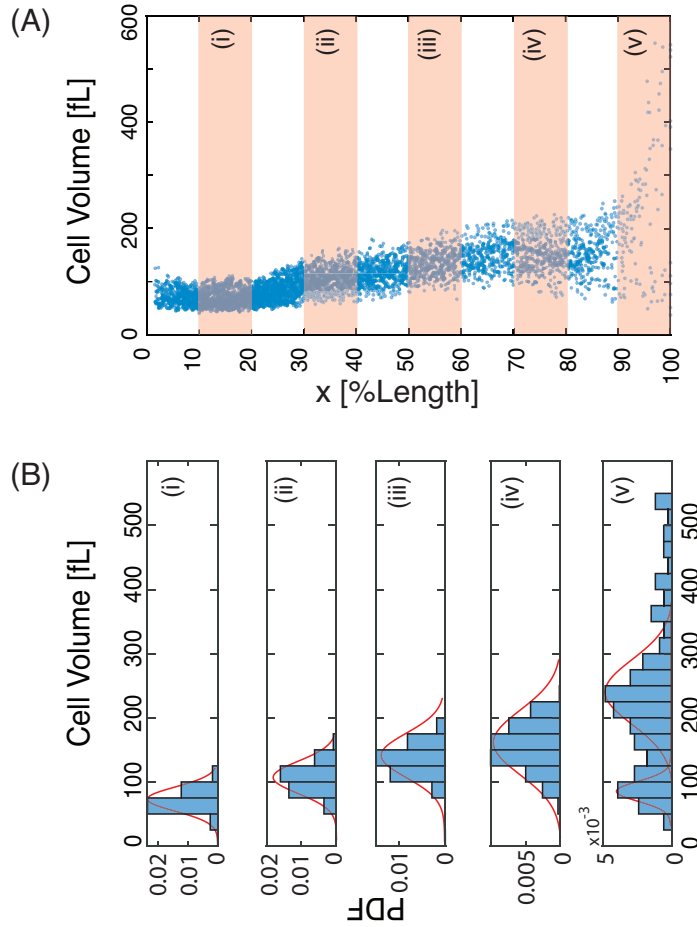 (A)
Cell Volume [fL]
600
400
200
0
(i)
(ii)
(iii)
(iv)
(v)
0
10
20
30
40
50
60
70
80
90
100
x [%Length]
(B)
Cell Volume [fL]
0
100
200
300
400
500
(i)
0.02
0.01
0
(ii)
0.02
0.01
0
(iii)
0.01
0
(iv)
0.005
0
(v)
×10-3
5
0
0
100
200
300
400
500
PDF